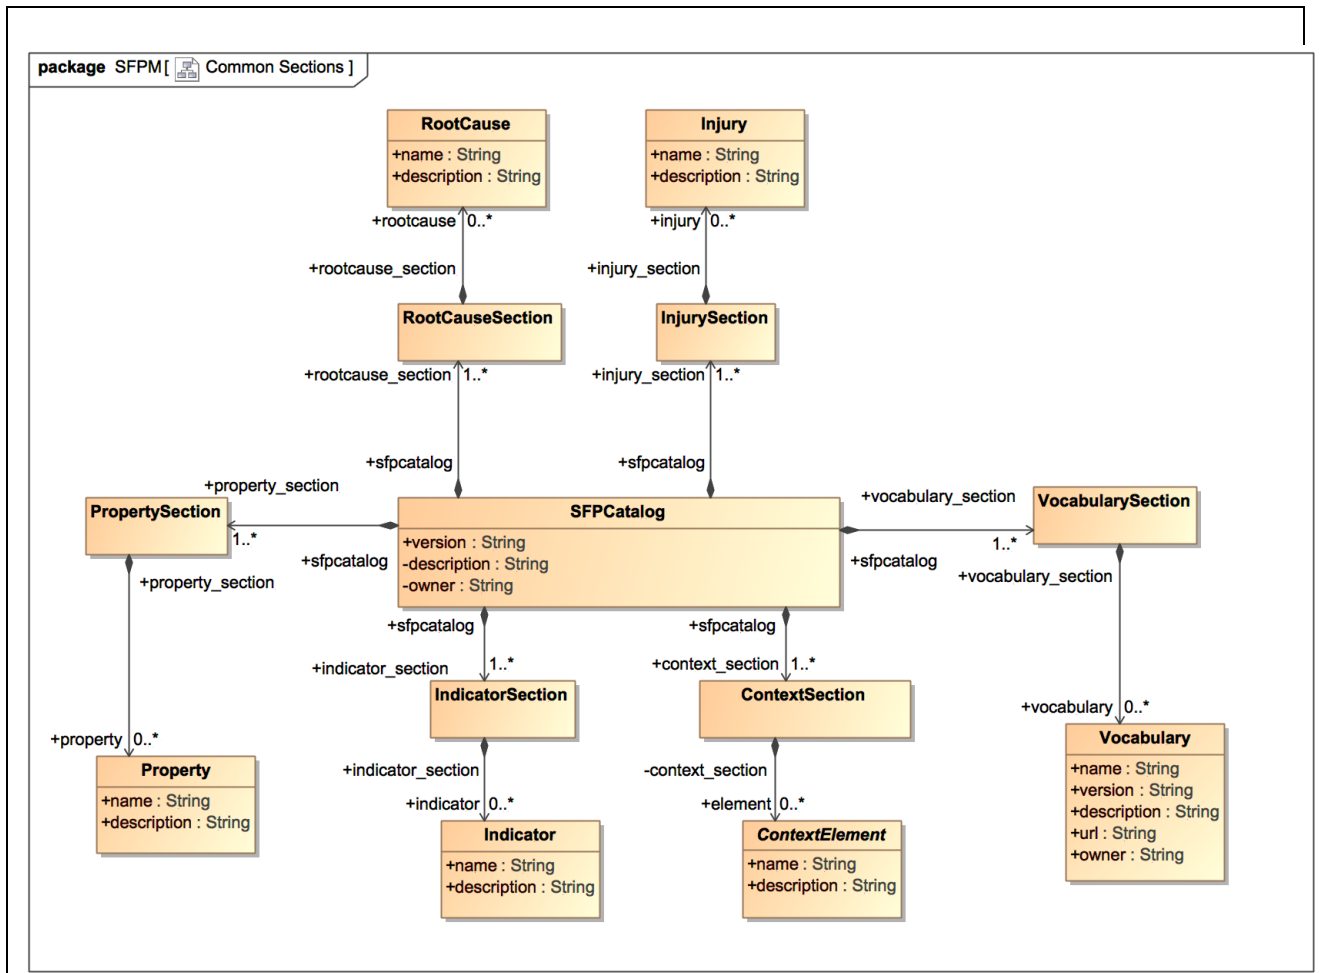 package SFPM [ Common Sections ]
RootCause
+name : String
+description : String
Injury
+name : String
+description : String
+rootcause 0..*
+injury 0..*
+rootcause_section
+injury_section
RootCauseSection
InjurySection
+rootcause_section 1..*
+injury_section 1..*
+sfpcatalog
+sfpcatalog
+property_section
+vocabulary_section
PropertySection
SFPCatalog
+version : String
-description : String
-owner : String
VocabularySection
1..*
1..*
+sfpcatalog
+sfpcatalog
+property_section
+vocabulary_section
+sfpcatalog
+sfpcatalog
+indicator_section 1..*
+context_section 1..*
IndicatorSection
ContextSection
+vocabulary 0..*
+property 0..*
Vocabulary
+name : String
+version : String
+description : String
+url : String
+owner : String
Property
+name : String
+description : String
+indicator_section
-context_section
+indicator 0..*
+element 0..*
Indicator
+name : String
+description : String
ContextElement
+name : String
+description : String